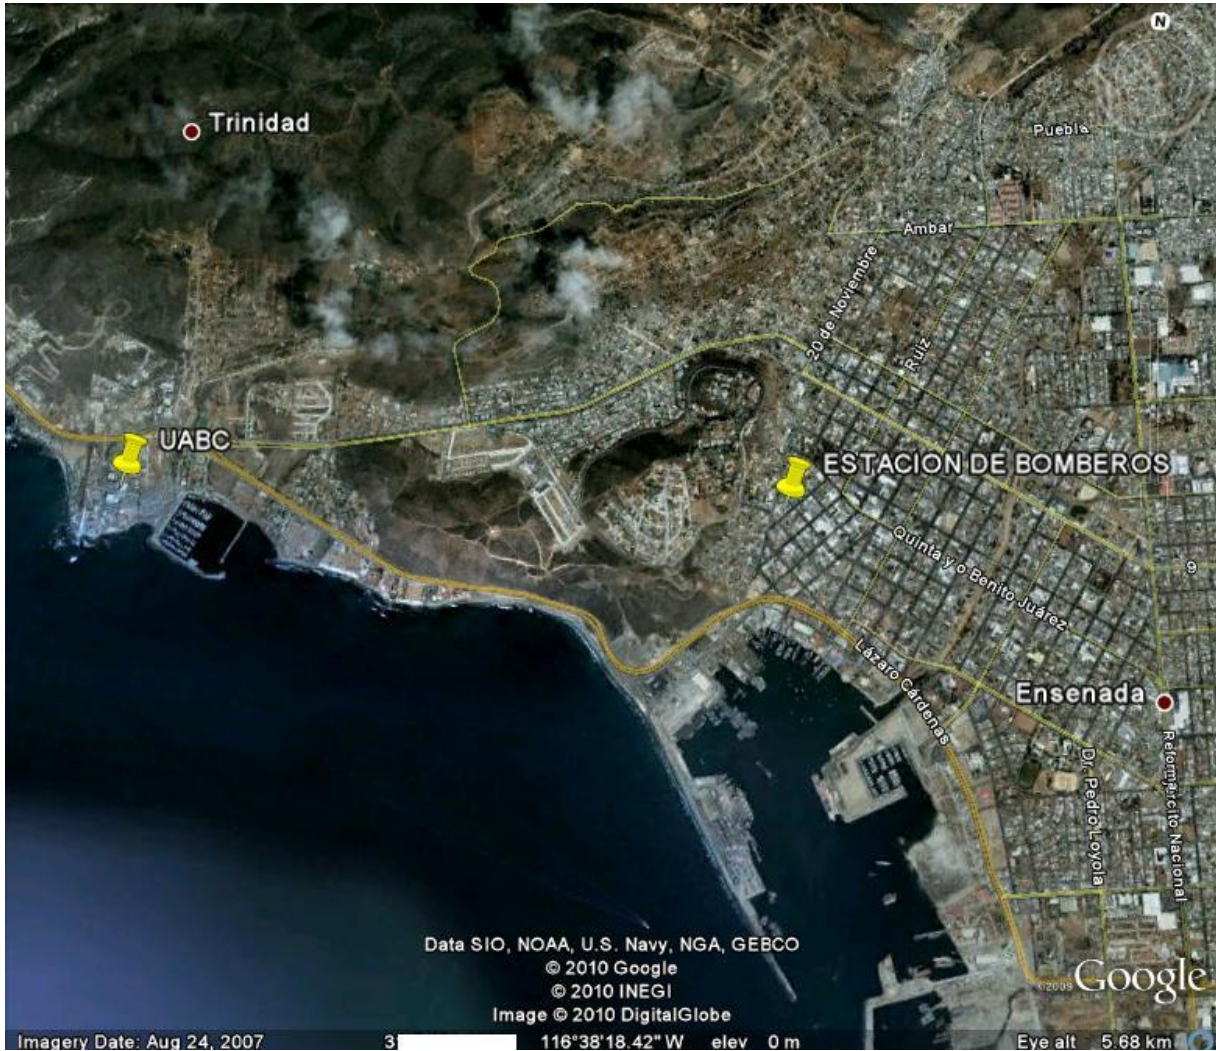 N
Trinidad
Puebla
Ambar
20 de Noviembre
Ruiz
UABC
ESTACION DE BOMBEROS
Quinta y o Benito Juárez
9
Lázaro Cárdenas
Ensenada
Dr. Pedro Loyola
Reformarcito Nacional
Data SIO, NOAA, U.S. Navy, NGA, GEBCO
© 2010 Google
© 2010 INEGI
Image © 2010 DigitalGlobe
©2009 Google
Imagery Date: Aug 24, 2007 3 116°38'18.42" W elev 0 m Eye alt 5.68 km